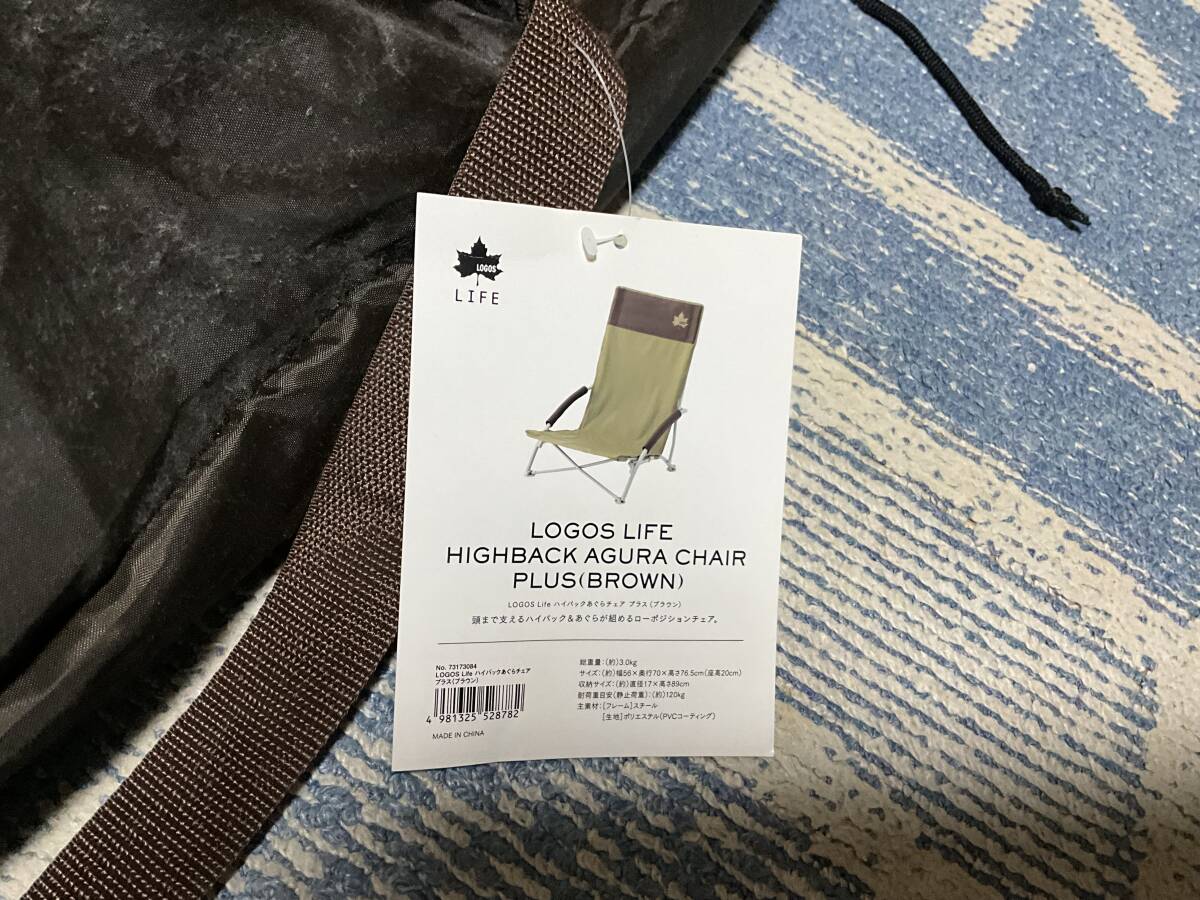 LOGOS
LIFE
LOGOS LIFE
HIGHBACK AGURA CHAIR
PLUS(BROWN)
LOGOS Life ハイバックあぐらチェア プラス(ブラウン)
頭まで支えるハイバック&あぐらが組めるローポジションチェア。
No. 73173084
LOGOS Life ハイバックあぐらチェア
プラス(ブラウン)
4 981325 528782
MADE IN CHINA
総重量:(約)3.0kg
サイズ:(約)幅56×奥行70×高さ76.5cm(座高20cm)
収納サイズ:(約)直径17×高さ89cm
耐荷重目安(静止荷重):(約)120kg
主素材:[フレーム]スチール
[生地]ポリエステル(PVCコーティング)